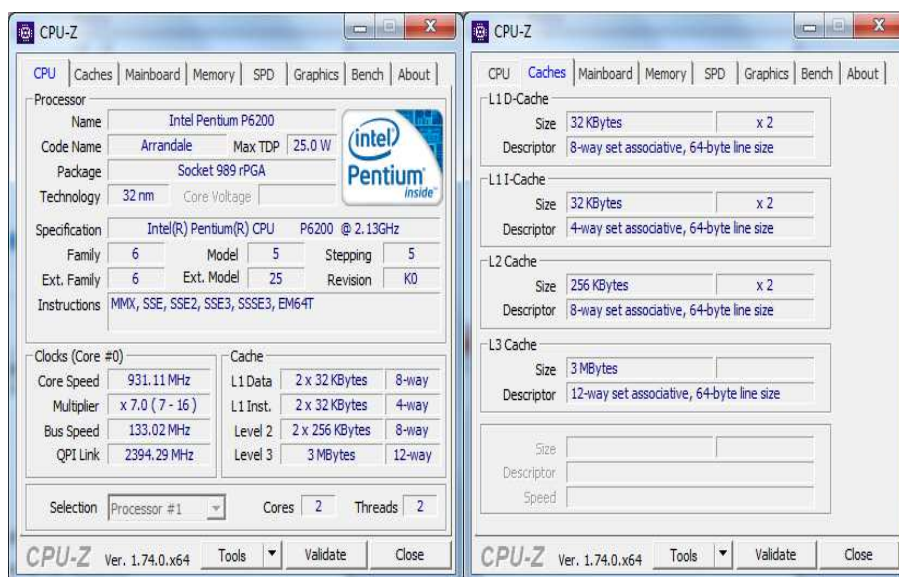 CPU-Z
CPU Caches Mainboard Memory SPD Graphics Bench About
Processor
Name Intel Pentium P6200
Code Name Arrandale Max TDP 25.0 W
Package Socket 989 rPGA
Technology 32 nm Core Voltage
intel
Pentium
inside
Specification Intel(R) Pentium(R) CPU P6200 @ 2.13GHz
Family 6 Model 5 Stepping 5
Ext. Family 6 Ext. Model 25 Revision K0
Instructions MMX, SSE, SSE2, SSE3, SSSE3, EM64T
Clocks (Core #0)
Core Speed 931.11 MHz
Multiplier x 7.0 ( 7 - 16 )
Bus Speed 133.02 MHz
QPI Link 2394.29 MHz
Cache
L1 Data 2 x 32 KBytes 8-way
L1 Inst. 2 x 32 KBytes 4-way
Level 2 2 x 256 KBytes 8-way
Level 3 3 MBytes 12-way
Selection Processor #1 Cores 2 Threads 2
CPU-Z Ver. 1.74.0.x64 Tools Validate Close
CPU-Z
CPU Caches Mainboard Memory SPD Graphics Bench About
L1 D-Cache
Size 32 KBytes x 2
Descriptor 8-way set associative, 64-byte line size
L1 I-Cache
Size 32 KBytes x 2
Descriptor 4-way set associative, 64-byte line size
L2 Cache
Size 256 KBytes x 2
Descriptor 8-way set associative, 64-byte line size
L3 Cache
Size 3 MBytes
Descriptor 12-way set associative, 64-byte line size
Size
Descriptor
Speed
CPU-Z Ver. 1.74.0.x64 Tools Validate Close